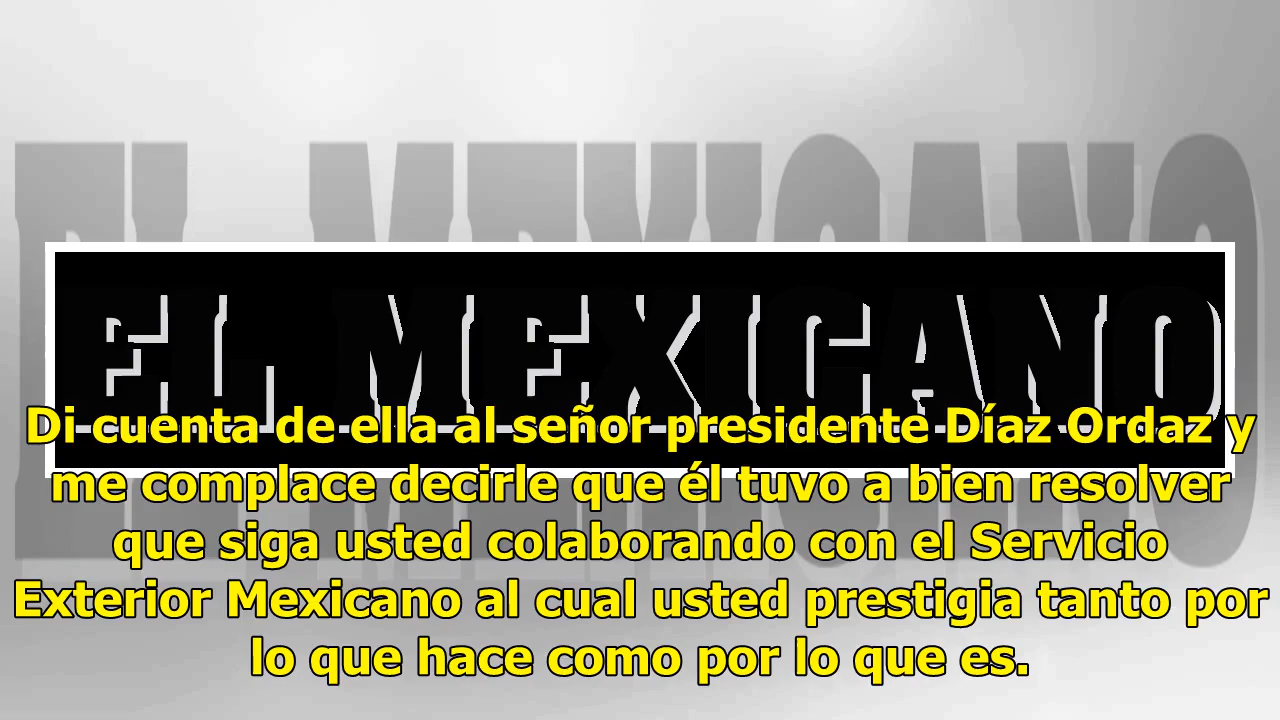 EL MEXICANO
EL MEXICANO
Di cuenta de ella al señor presidente Díaz Ordaz y
me complace decirle que él tuvo a bien resolver
que siga usted colaborando con el Servicio
Exterior Mexicano al cual usted prestigia tanto por
lo que hace como por lo que es.